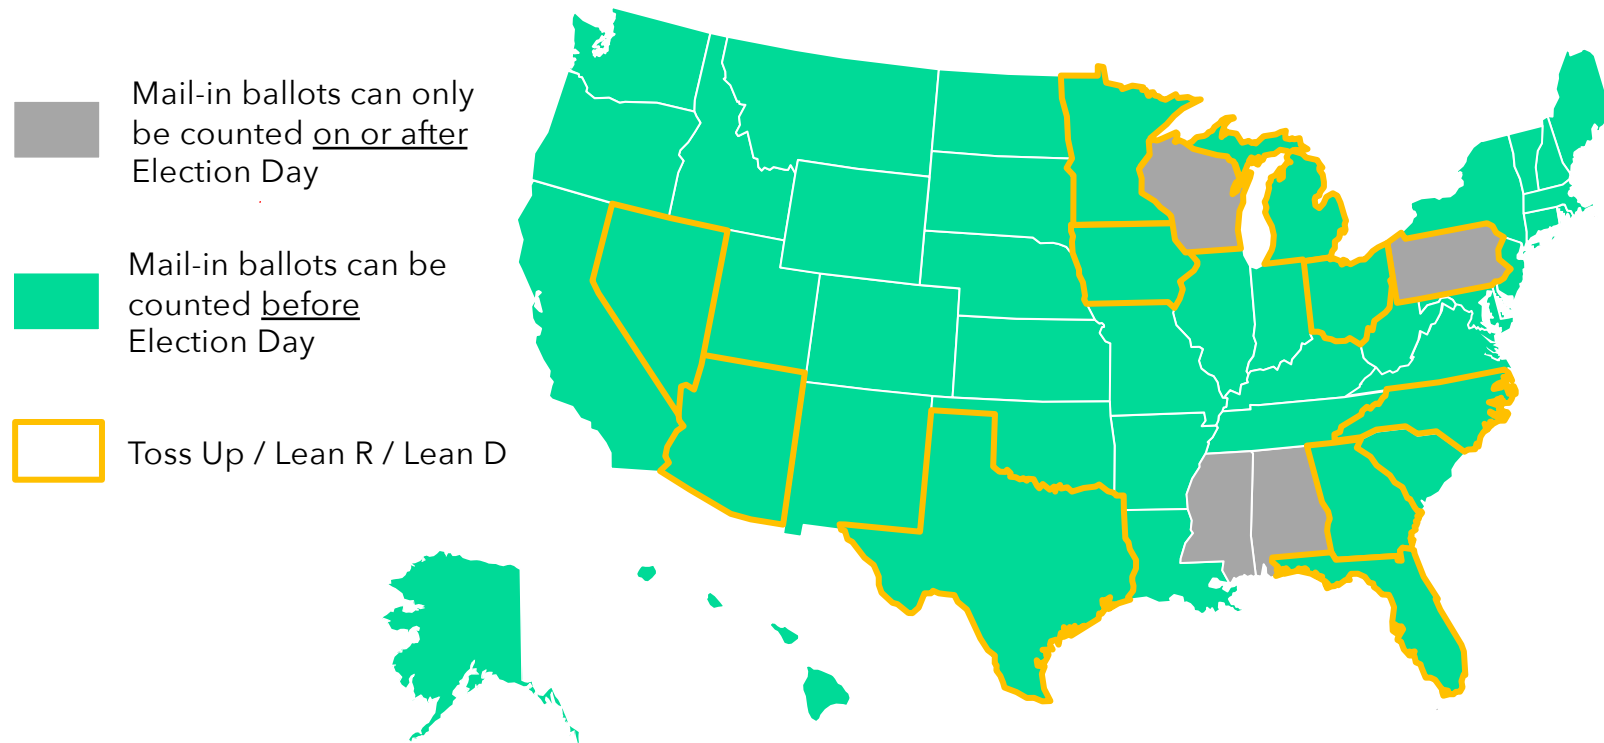 Mail-in ballots can only
be counted on or after
Election Day
Mail-in ballots can be
counted before
Election Day
Toss Up / Lean R / Lean D